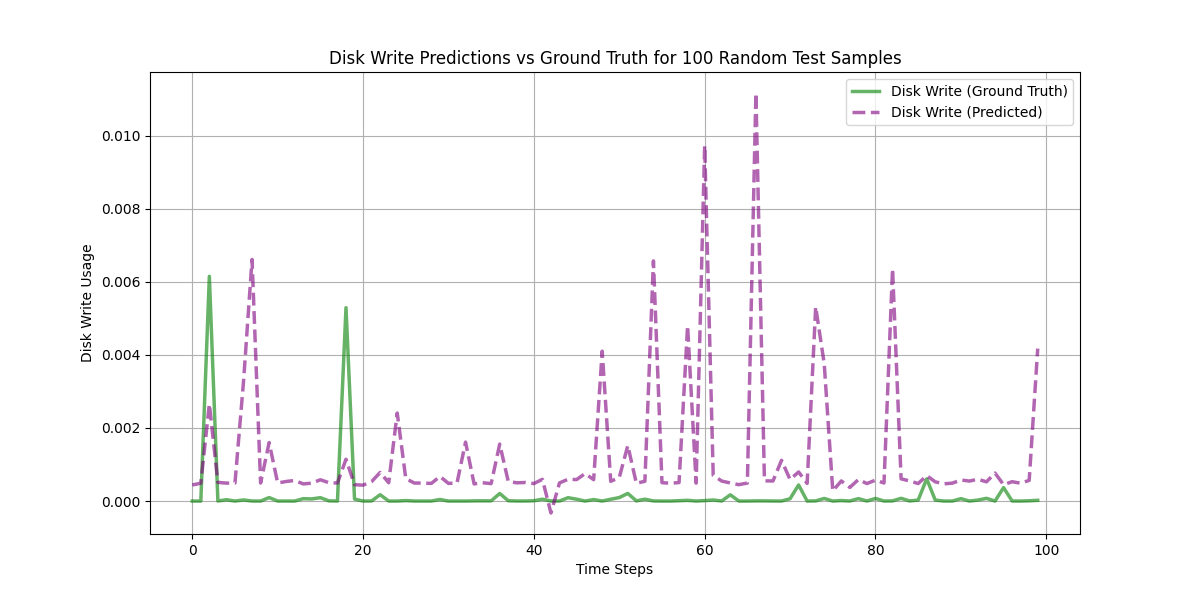 Disk Write Predictions vs Ground Truth for 100 Random Test Samples
Disk Write (Ground Truth)
Disk Write (Predicted)
Disk Write Usage
0.010
0.008
0.006
0.004
0.002
0.000
0 20 40 60 80 100
Time Steps